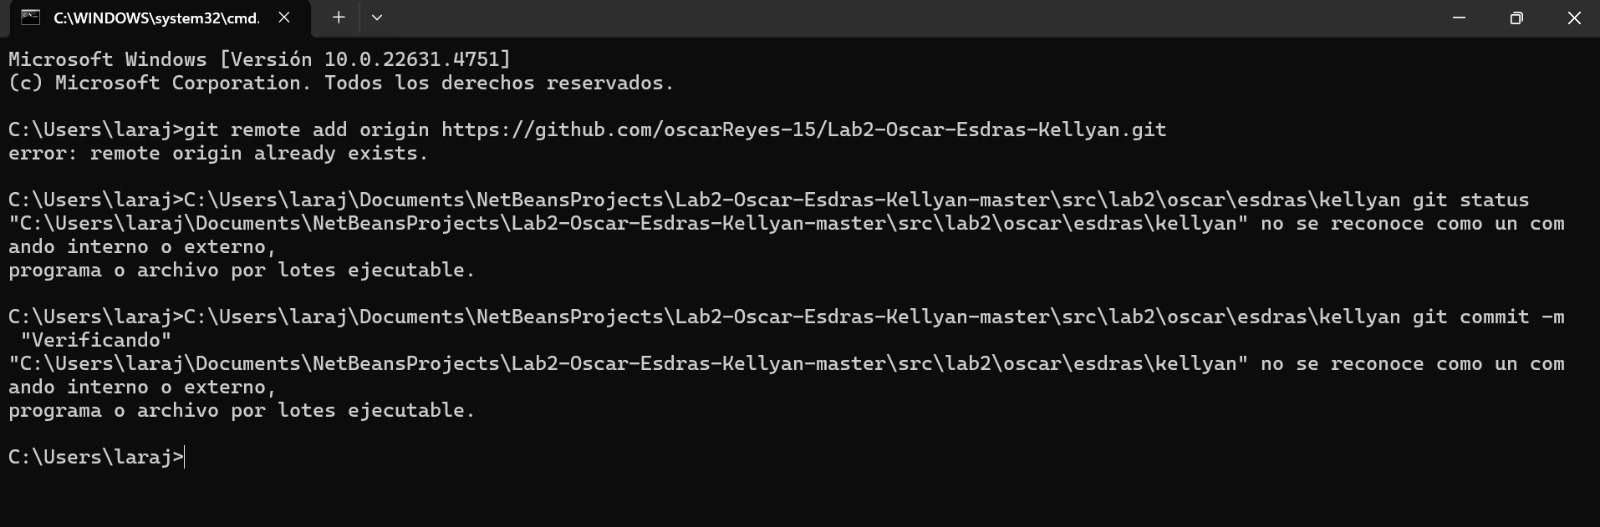 C:\WINDOWS\system32\cmd.
Microsoft Windows [Versión 10.0.22631.4751]
(c) Microsoft Corporation. Todos los derechos reservados.
C:\Users\laraj>git remote add origin https://github.com/oscarReyes-15/Lab2-Oscar-Esdras-Kellyan.git
error: remote origin already exists.
C:\Users\laraj>C:\Users\laraj\Documents\NetBeansProjects\Lab2-Oscar-Esdras-Kellyan-master\src\lab2\oscar\esdras\kellyan git status
"C:\Users\laraj\Documents\NetBeansProjects\Lab2-Oscar-Esdras-Kellyan-master\src\lab2\oscar\esdras\kellyan" no se reconoce como un com
ando interno o externo,
programa o archivo por lotes ejecutable.
C:\Users\laraj>C:\Users\laraj\Documents\NetBeansProjects\Lab2-Oscar-Esdras-Kellyan-master\src\lab2\oscar\esdras\kellyan git commit -m
"Verificando"
"C:\Users\laraj\Documents\NetBeansProjects\Lab2-Oscar-Esdras-Kellyan-master\src\lab2\oscar\esdras\kellyan" no se reconoce como un com
ando interno o externo,
programa o archivo por lotes ejecutable.
C:\Users\laraj>